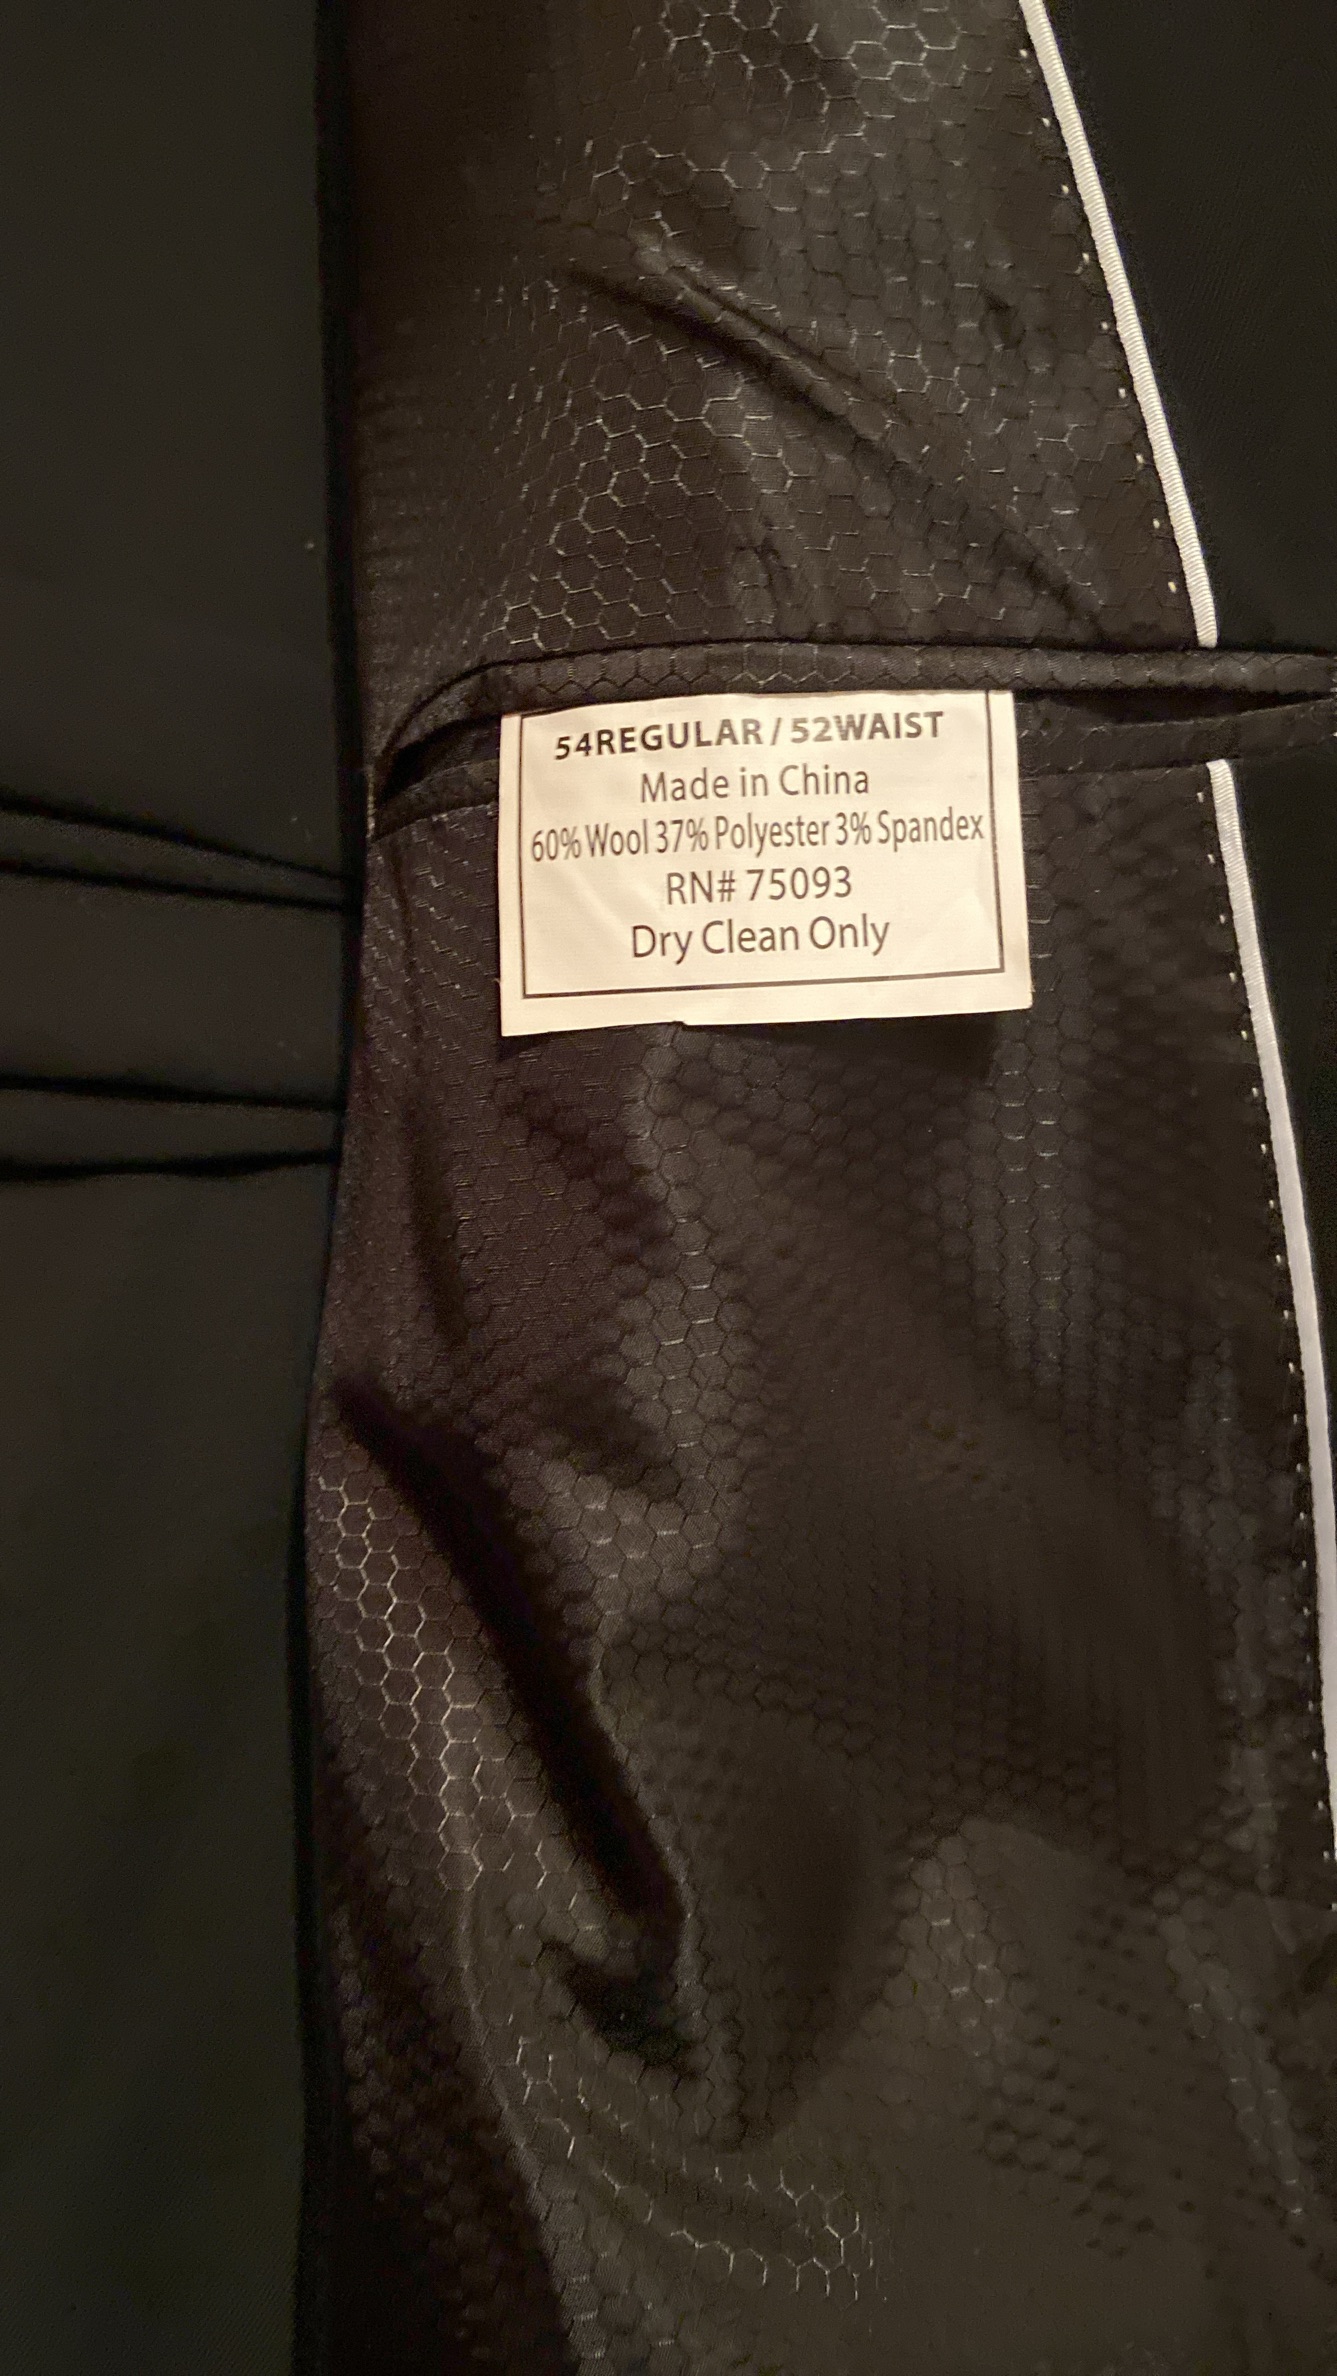 54REGULAR / 52WAIST
Made in China
60% Wool 37% Polyester 3% Spandex
RN# 75093
Dry Clean Only